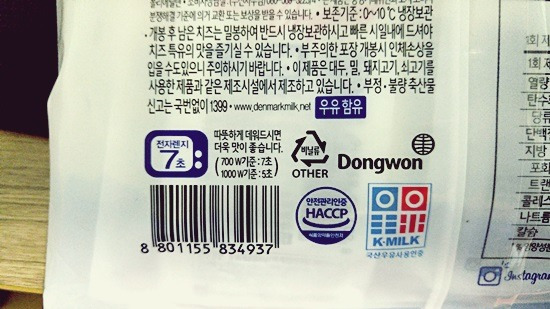 분쟁해결 기준에 의거 교환 또는 보상을 받을 수 있습니다. • 보존기준 : 0~10℃ 냉장보관
• 개봉 후 남은 치즈는 밀봉하여 반드시 냉장보관하시고 빠른 시일내에 드셔야
치즈 특유의 맛을 즐기실 수 있습니다. • 부주의한 포장 개봉시 인체손상을
입을 수도있으니 주의하시기 바랍니다. • 이 제품은 대두, 밀, 돼지고기, 쇠고기를
사용한 제품과 같은 제조시설에서 제조하고 있습니다. • 부정·불량 축산물
신고는 국번없이 1399 • www.denmarkmilk.net 우유 함유
전자렌지
7초
따뜻하게 데워드시면
더욱 맛이 좋습니다.
700W기준 : 7초
1000W기준 : 5초
비닐류
OTHER
Dongwon
8 801155 834937
안전관리인증
HACCP
식품의약품안전처
K·MILK
국산우유사용인증
1회 제
열량
탄수
당류
단백
지방
포화
트랜
콜레스
나트륨
칼슘
Instagra